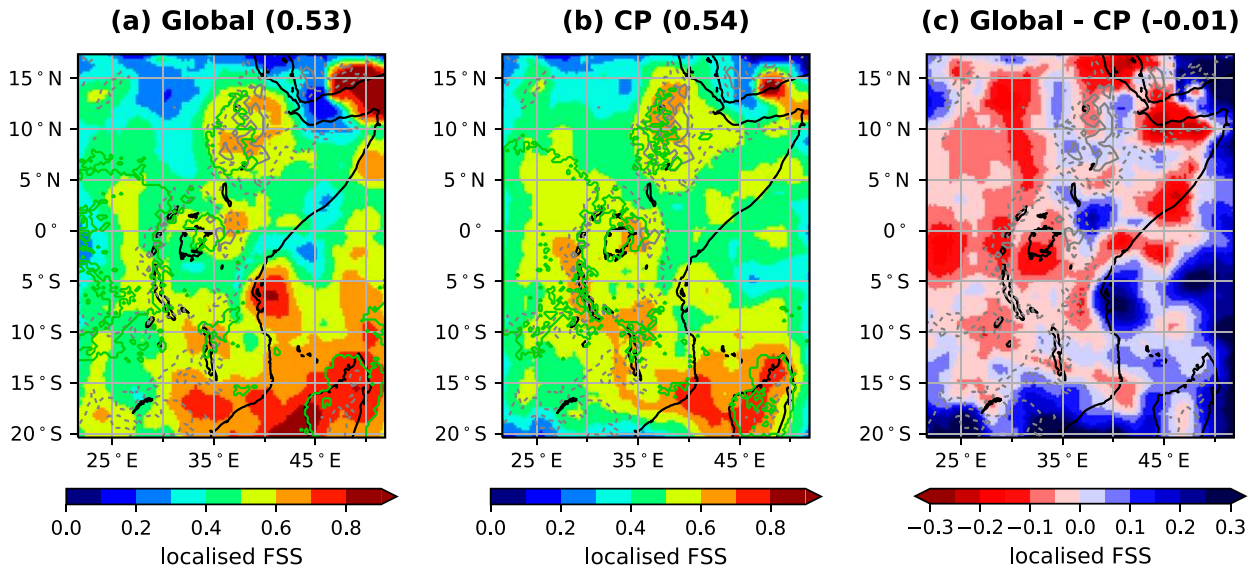 (a) Global (0.53)
(b) CP (0.54)
(c) Global - CP (-0.01)
15°N
10°N
5°N
0°
5°S
10°S
15°S
20°S
25°E 35°E 45°E
15°N
10°N
5°N
0°
5°S
10°S
15°S
20°S
25°E 35°E 45°E
15°N
10°N
5°N
0°
5°S
10°S
15°S
20°S
25°E 35°E 45°E
0.0 0.2 0.4 0.6 0.8
localised FSS
0.0 0.2 0.4 0.6 0.8
localised FSS
−0.3 −0.2 −0.1 0.0 0.1 0.2 0.3
localised FSS